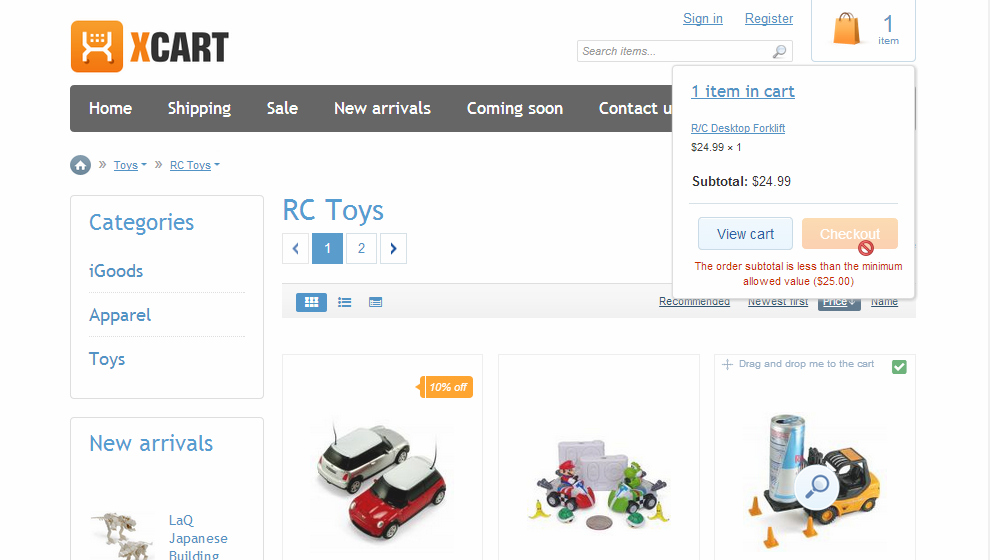 Sign in
Register
1
item
XCART
Search items...
Home
Shipping
Sale
New arrivals
Coming soon
Contact u
1 item in cart
R/C Desktop Forklift
$24.99 × 1
Subtotal: $24.99
View cart
Checkout
The order subtotal is less than the minimum
allowed value ($25.00)
» Toys » RC Toys
Categories
iGoods
Apparel
Toys
RC Toys
‹ 1 2 ›
Recommended
Newest first
Price↓
Name
10% off
Drag and drop me to the cart
New arrivals
LaQ
Japanese
Building